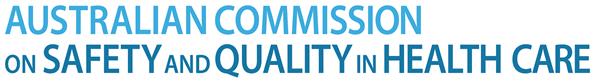 AUSTRALIAN COMMISSION
ON SAFETY AND QUALITY IN HEALTH CARE